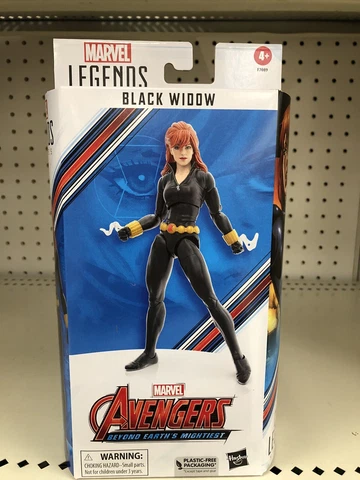 MARVEL
LEGENDS
4+
F7089
BLACK WIDOW
MARVEL
AVENGERS
BEYOND EARTH'S MIGHTIEST
WARNING:
CHOKING HAZARD - Small parts.
Not for children under 3 years.
PLASTIC-FREE
PACKAGING
Hasbro